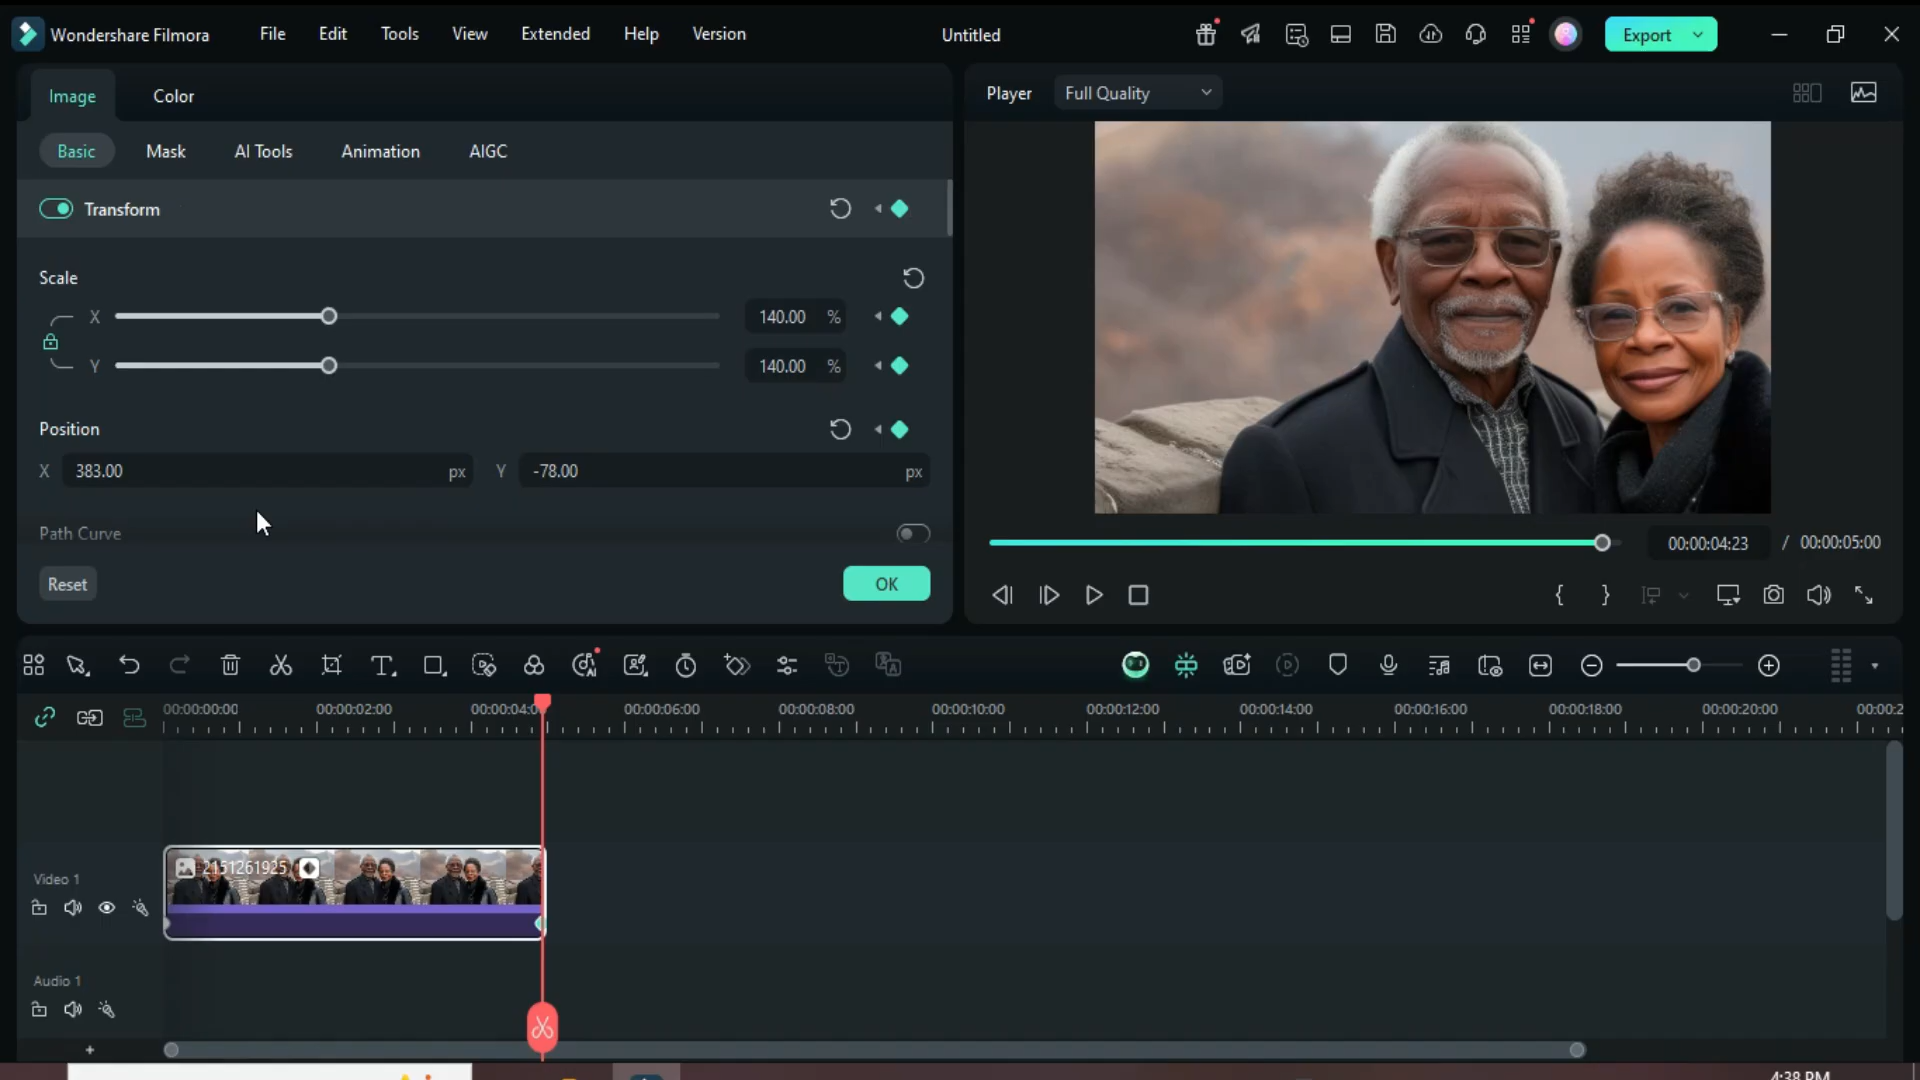 Wondershare Filmora File Edit Tools View Extended Help Version Untitled Export
Image Color
Player Full Quality
Basic Mask AI Tools Animation AIGC
Transform
Scale
X 140.00 %
Y 140.00 %
Position
X 383.00 px Y -78.00 px
Path Curve
00:00:04:23 / 00:00:05:00
Reset OK
00:00:00:00 00:00:02:00 00:00:04:0 00:00:06:00 00:00:08:00 00:00:10:00 00:00:12:00 00:00:14:00 00:00:16:00 00:00:18:00 00:00:20:00 00:00:2
2151261925
Video 1
Audio 1
4:38 PM